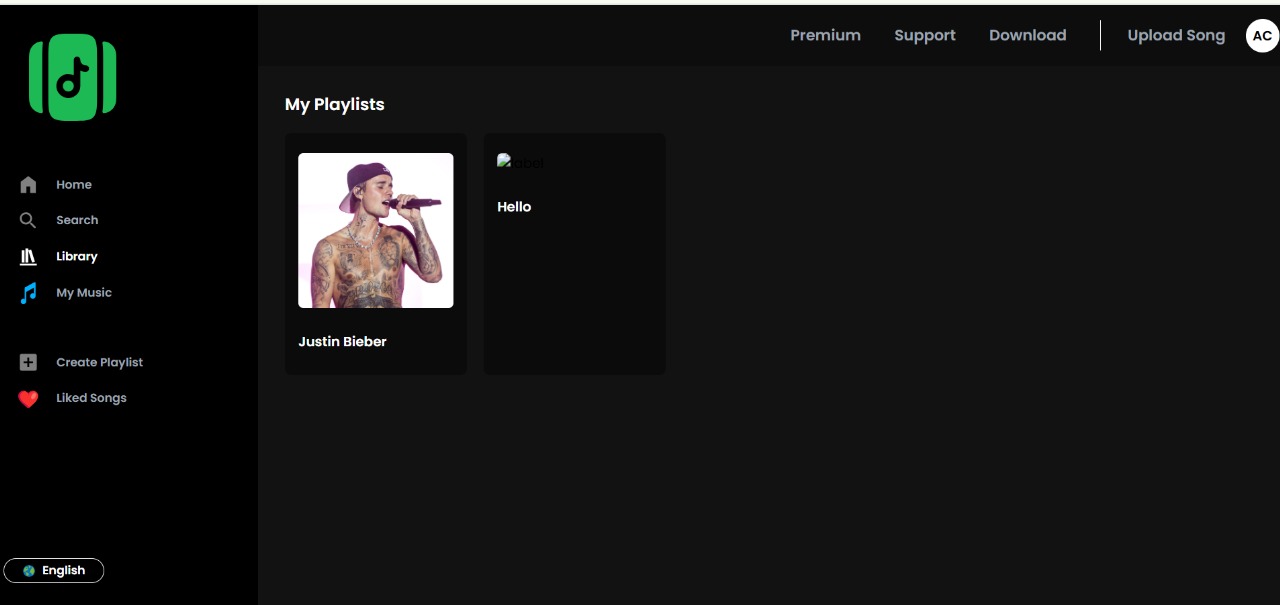 Premium
Support
Download
Upload Song
AC
Home
Search
Library
My Music
Create Playlist
Liked Songs
English
My Playlists
Justin Bieber
label
Hello